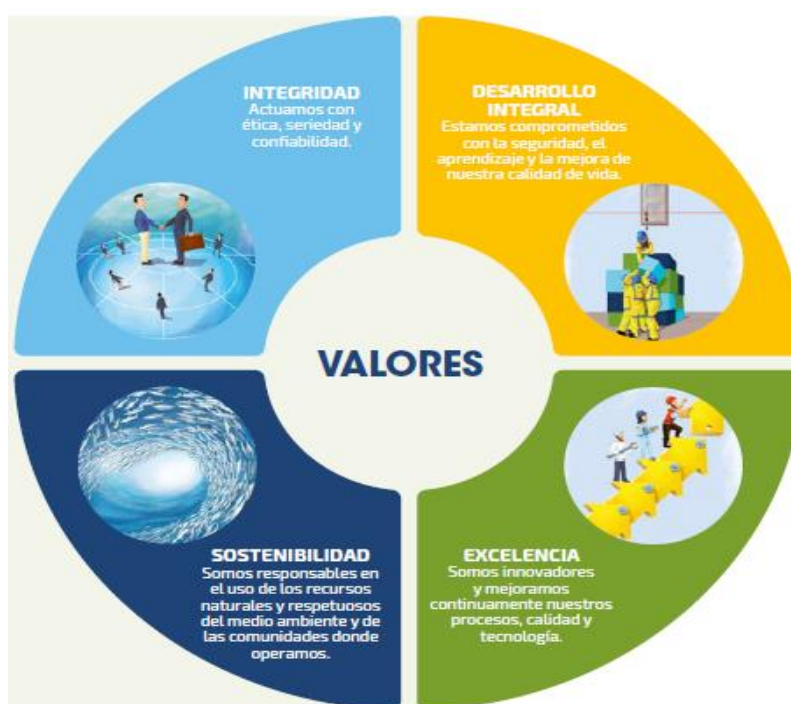 INTEGRIDAD
Actuamos con
ética, seriedad y
confiabilidad.
DESARROLLO
INTEGRAL
Estamos comprometidos
con la seguridad, el
aprendizaje y la mejora de
nuestra calidad de vida.
VALORES
SOSTENIBILIDAD
Somos responsables en
el uso de los recursos
naturales y respetuosos
del medio ambiente y de
las comunidades donde
operamos.
EXCELENCIA
Somos innovadores
y mejoramos
continuamente nuestros
procesos, calidad y
tecnología.